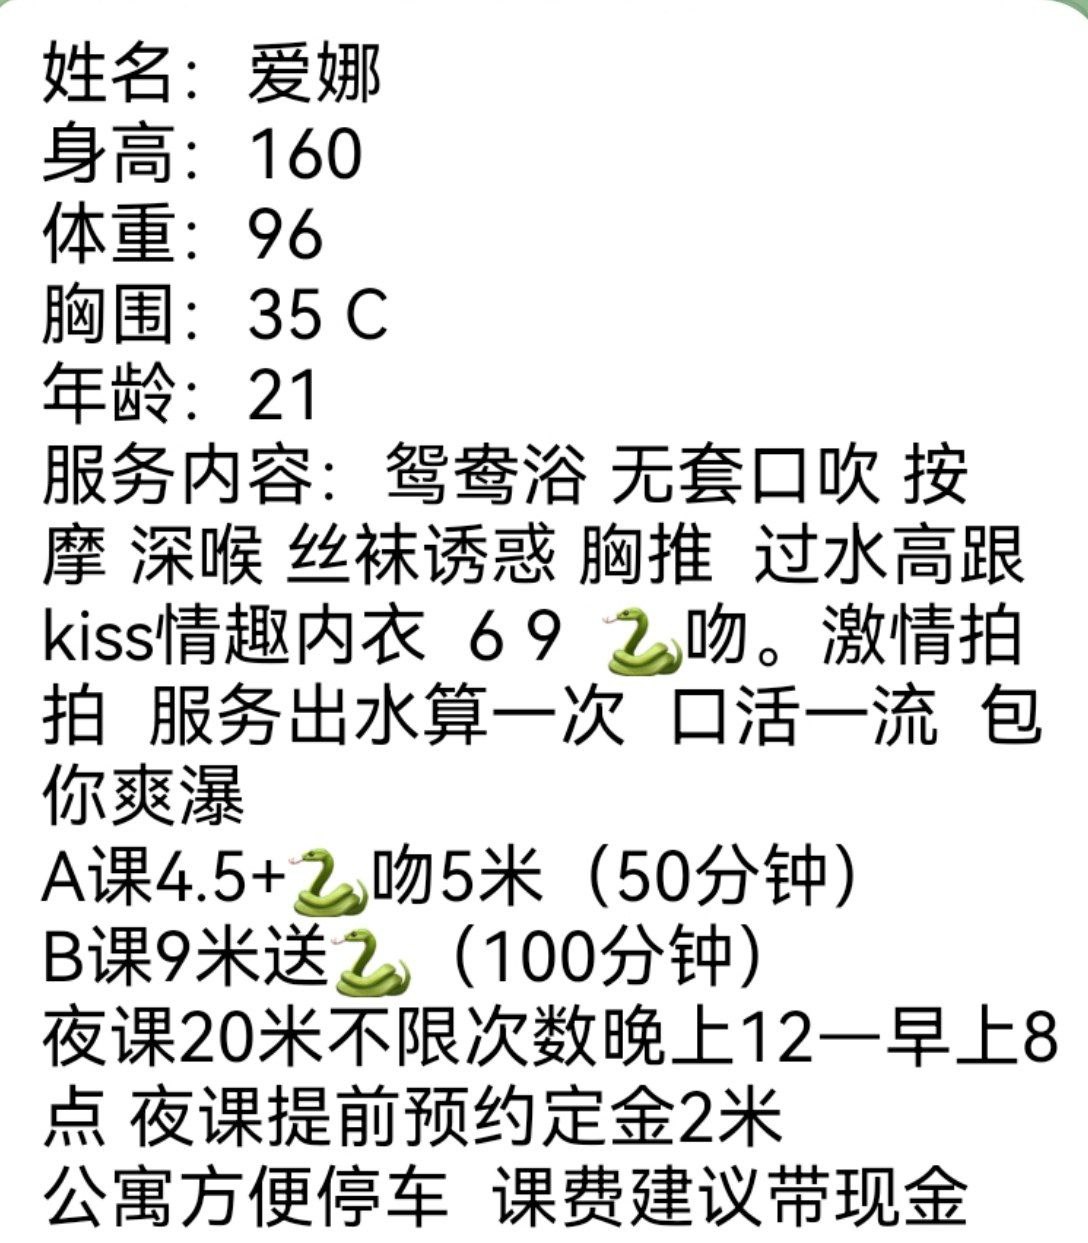 姓名：爱娜
身高：160
体重：96
胸围：35 C
年龄：21
服务内容：鸳鸯浴 无套口吹 按
摩 深喉 丝袜诱惑 胸推 过水高跟
kiss情趣内衣 6 9 🐍吻。激情拍
拍 服务出水算一次 口活一流 包
你爽瀑
A课4.5+🐍吻5米（50分钟）
B课9米送🐍（100分钟）
夜课20米不限次数晚上12一早上8
点 夜课提前预约定金2米
公寓方便停车 课费建议带现金